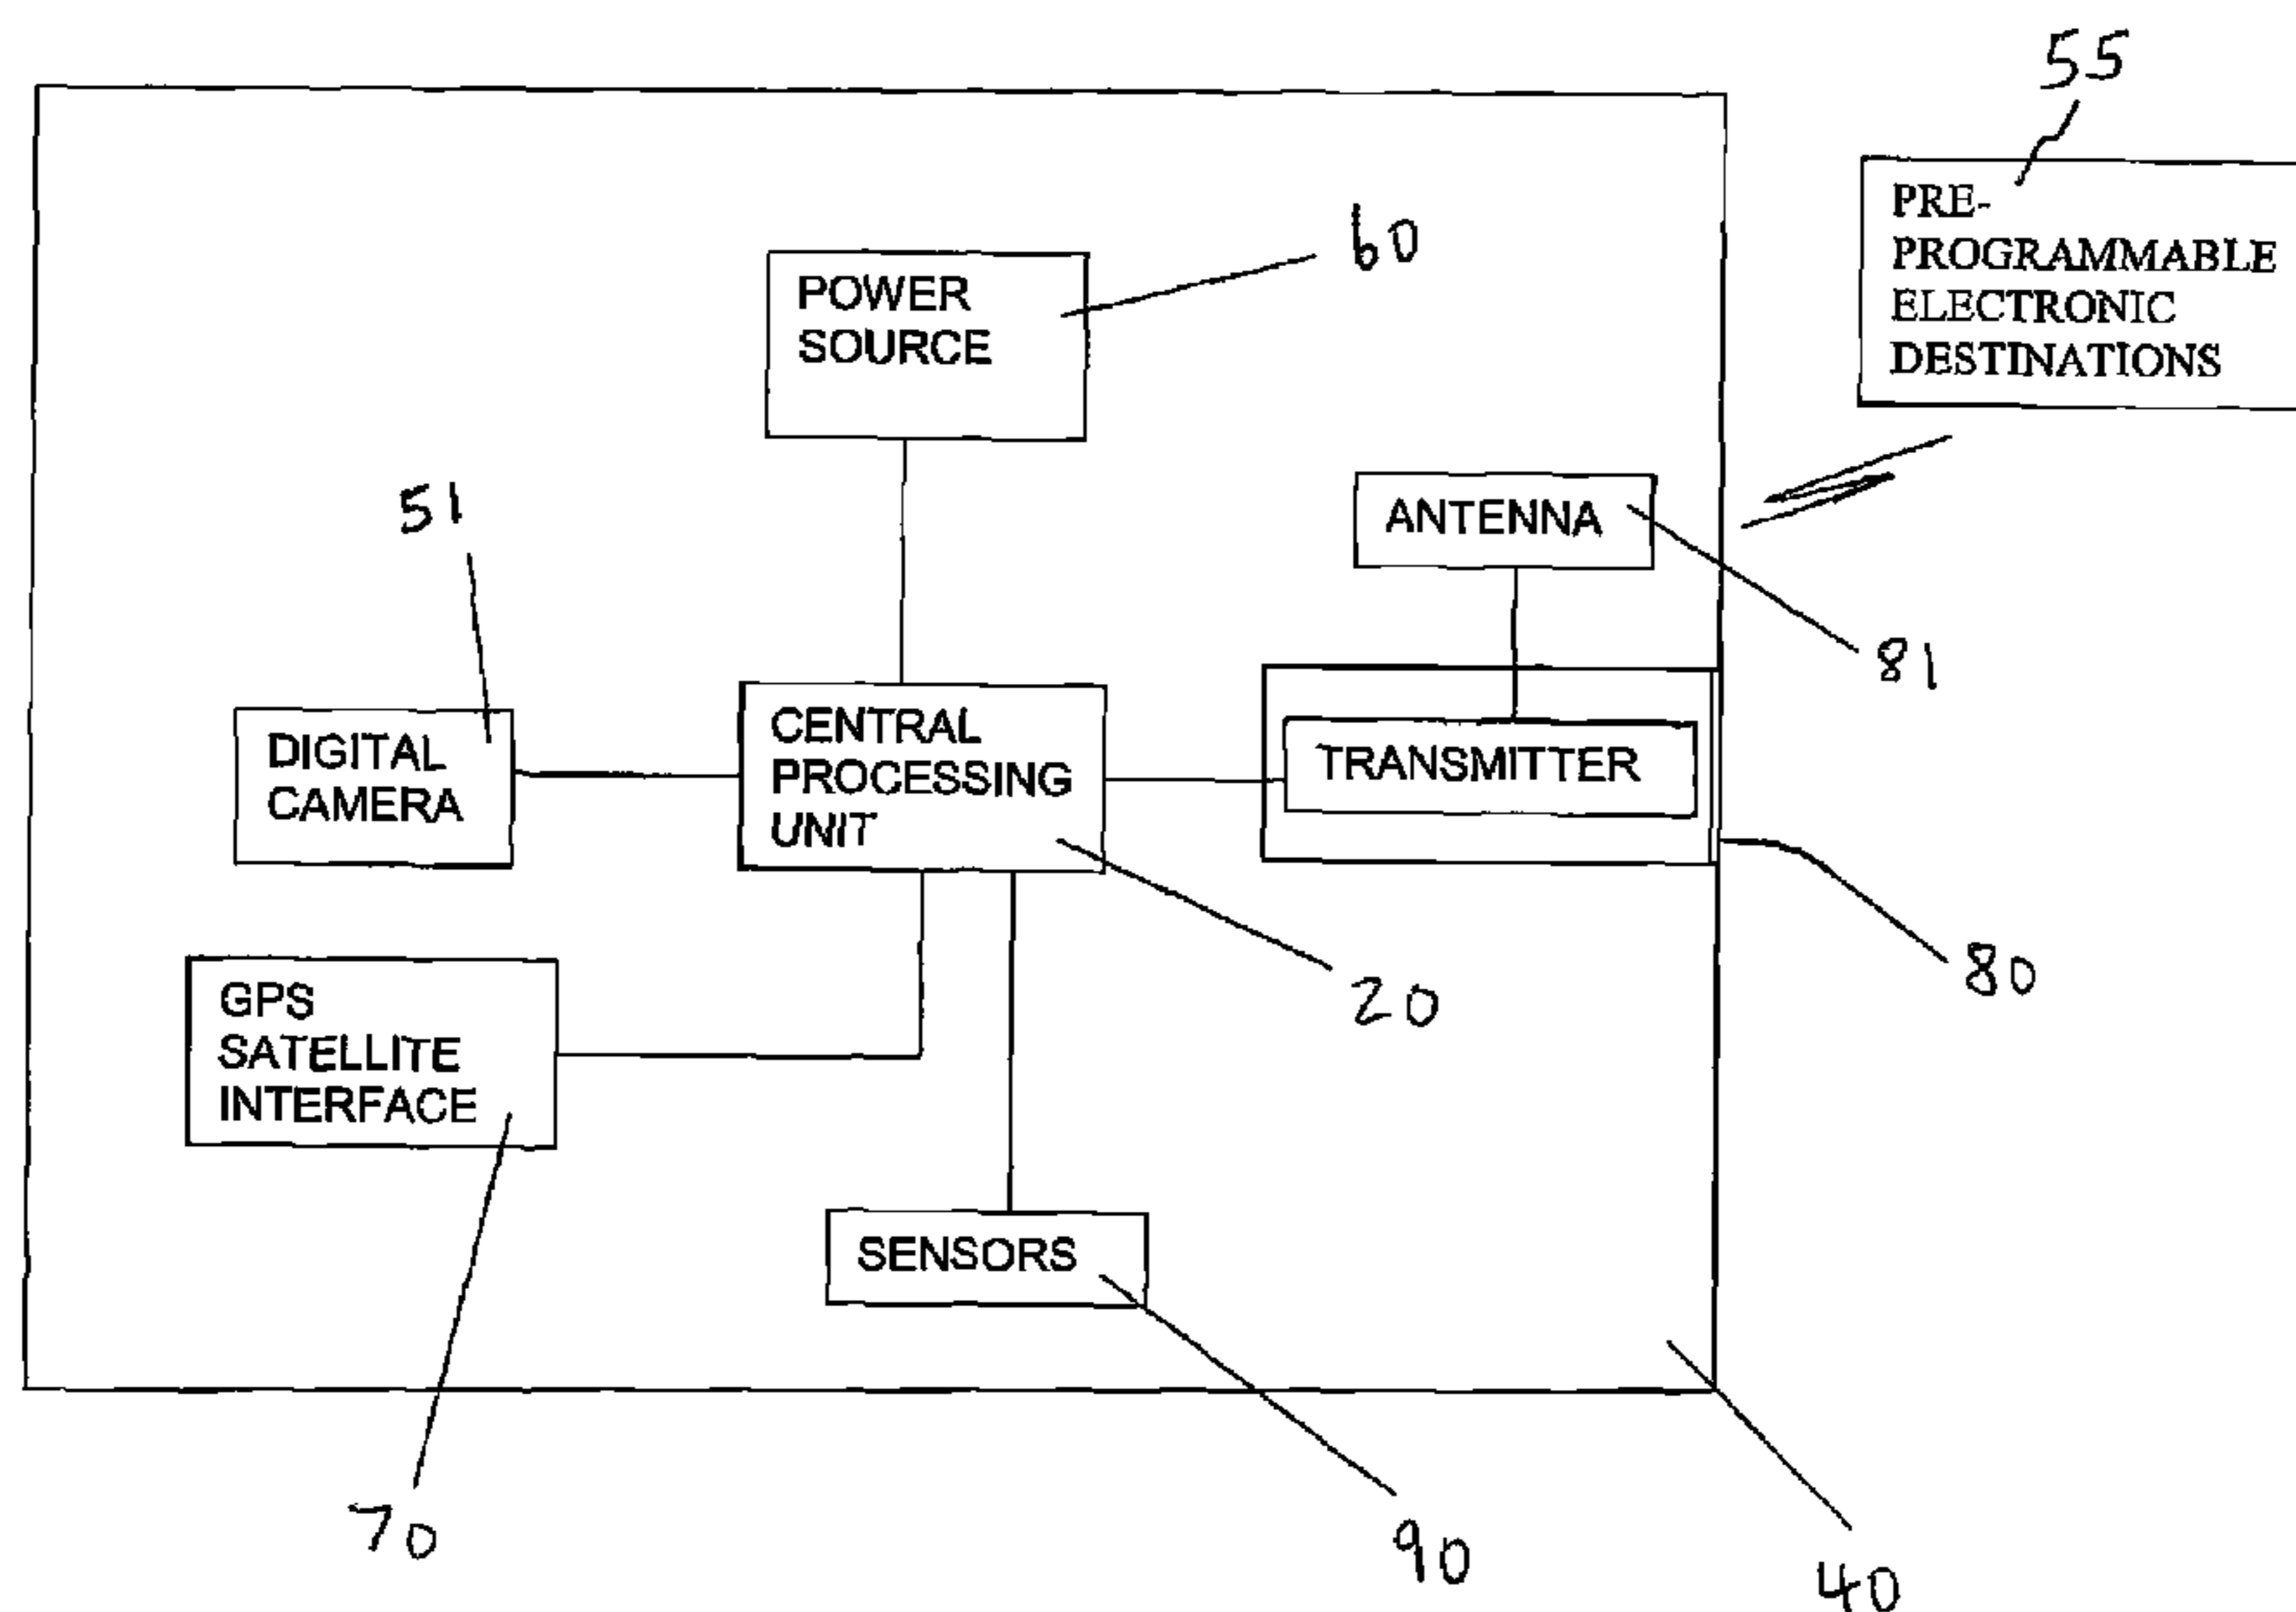 55
PRE-
PROGRAMMABLE
ELECTRONIC
DESTINATIONS
60
POWER
SOURCE
51
ANTENNA
81
DIGITAL
CAMERA
CENTRAL
PROCESSING
UNIT
TRANSMITTER
80
20
GPS
SATELLITE
INTERFACE
SENSORS
70
90
40